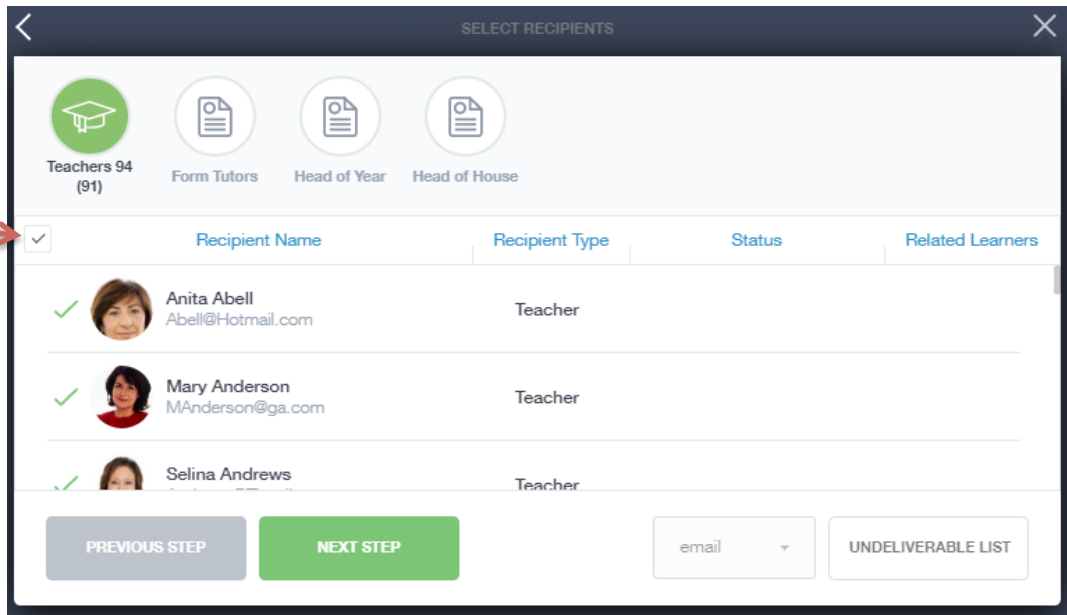 SELECT RECIPIENTS
Teachers 94
(91)
Form Tutors
Head of Year
Head of House
Recipient Name
Recipient Type
Status
Related Learners
Anita Abell
Abell@Hotmail.com
Teacher
Mary Anderson
MAnderson@ga.com
Teacher
Selina Andrews
Teacher
PREVIOUS STEP
NEXT STEP
email
UNDELIVERABLE LIST